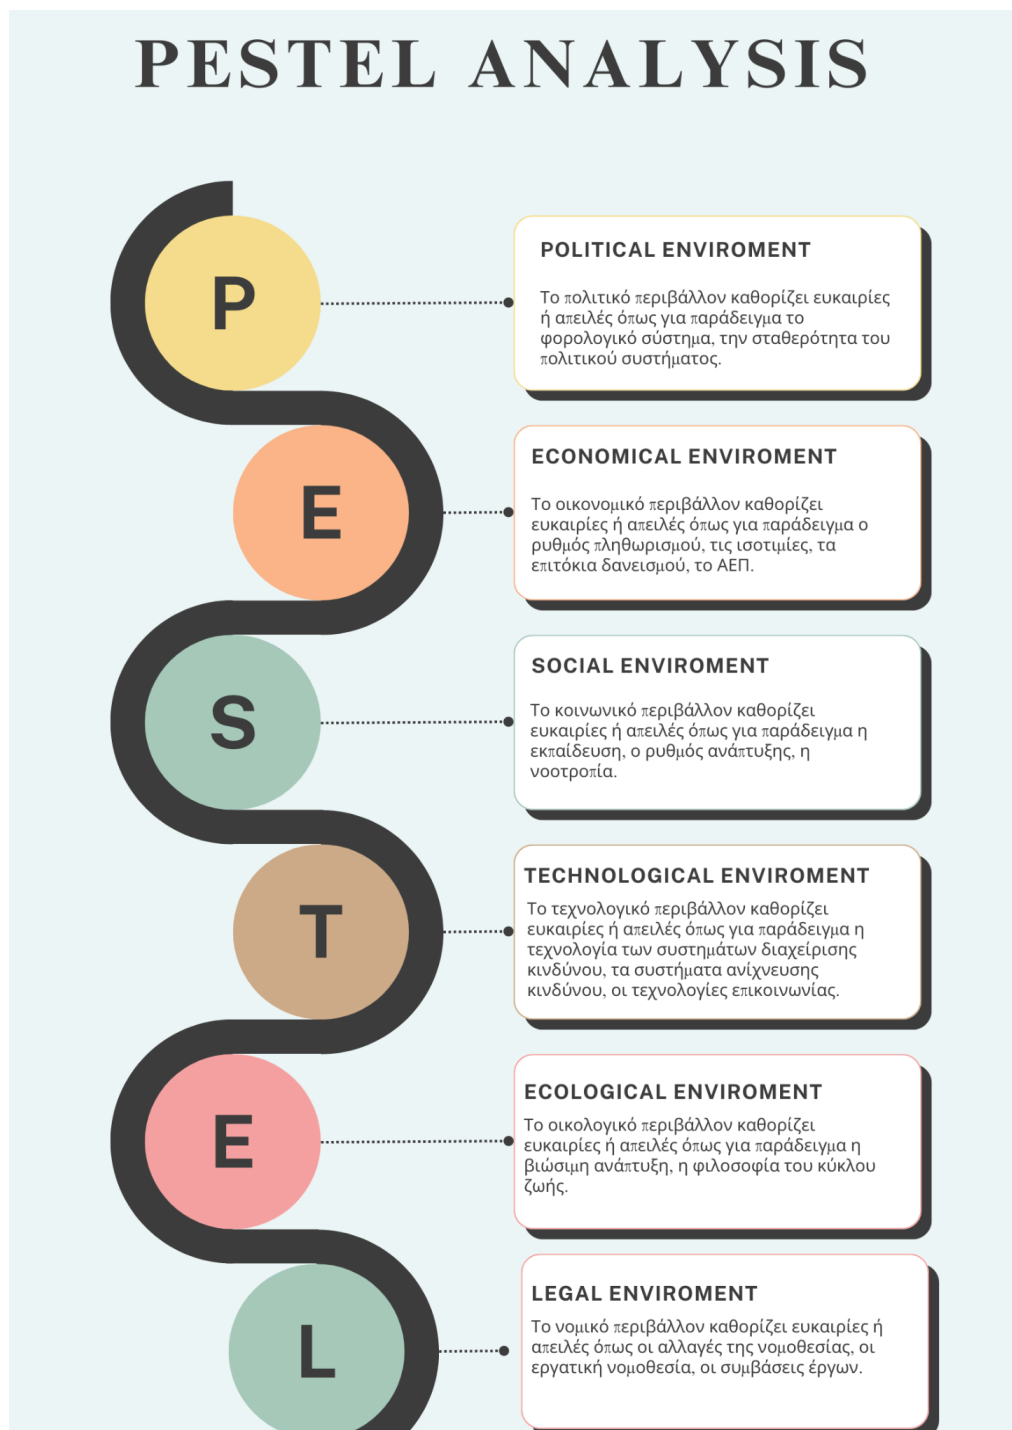 PESTEL ANALYSIS
P
POLITICAL ENVIROMENT
Το πολιτικό περιβάλλον καθορίζει ευκαιρίες
ή απειλές όπως για παράδειγμα το
φορολογικό σύστημα, την σταθερότητα του
πολιτικού συστήματος.
E
ECONOMICAL ENVIROMENT
Το οικονομικό περιβάλλον καθορίζει
ευκαιρίες ή απειλές όπως για παράδειγμα ο
ρυθμός πληθωρισμού, τις ισοτιμίες, τα
επιτόκια δανεισμού, το ΑΕΠ.
S
SOCIAL ENVIROMENT
Το κοινωνικό περιβάλλον καθορίζει
ευκαιρίες ή απειλές όπως για παράδειγμα η
εκπαίδευση, ο ρυθμός ανάπτυξης, η
νοοτροπία.
T
TECHNOLOGICAL ENVIROMENT
Το τεχνολογικό περιβάλλον καθορίζει
ευκαιρίες ή απειλές όπως για παράδειγμα η
τεχνολογία των συστημάτων διαχείρισης
κινδύνου, τα συστήματα ανίχνευσης
κινδύνου, οι τεχνολογίες επικοινωνίας.
E
ECOLOGICAL ENVIROMENT
Το οικολογικό περιβάλλον καθορίζει
ευκαιρίες ή απειλές όπως για παράδειγμα η
βιώσιμη ανάπτυξη, η φιλοσοφία του κύκλου
ζωής.
L
LEGAL ENVIROMENT
Το νομικό περιβάλλον καθορίζει ευκαιρίες ή
απειλές όπως οι αλλαγές της νομοθεσίας, οι
εργατική νομοθεσία, οι συμβάσεις έργων.